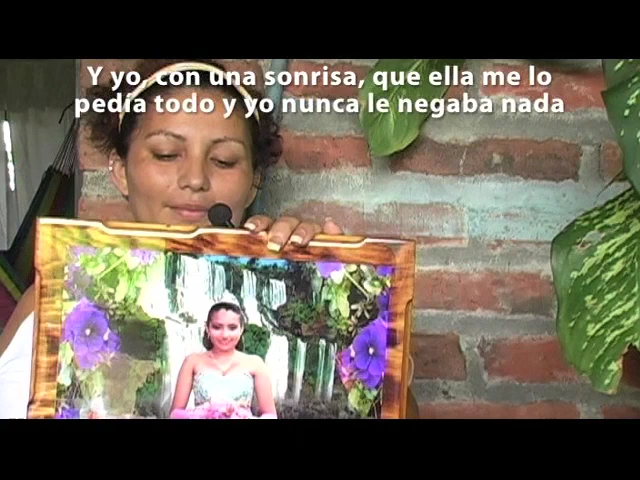 Y yo, con una sonrisa, que ella me lo
pedía todo y yo nunca le negaba nada